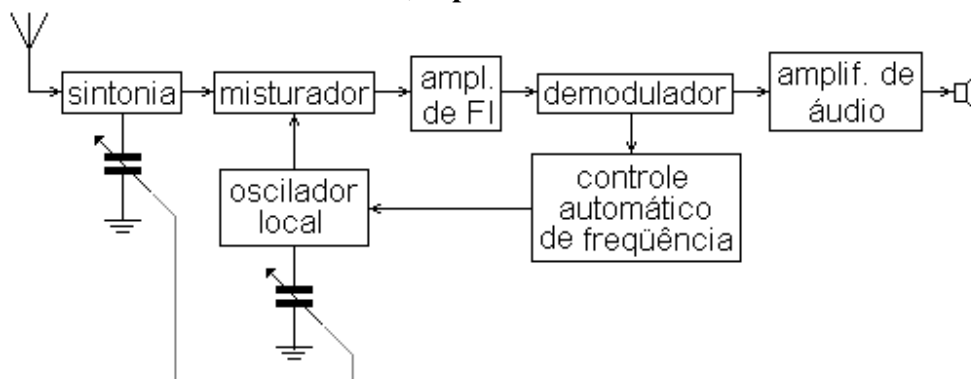 sintonia
misturador
ampl.
de FI
demodulador
amplif. de
áudio
oscilador
local
controle
automático
de freqüência